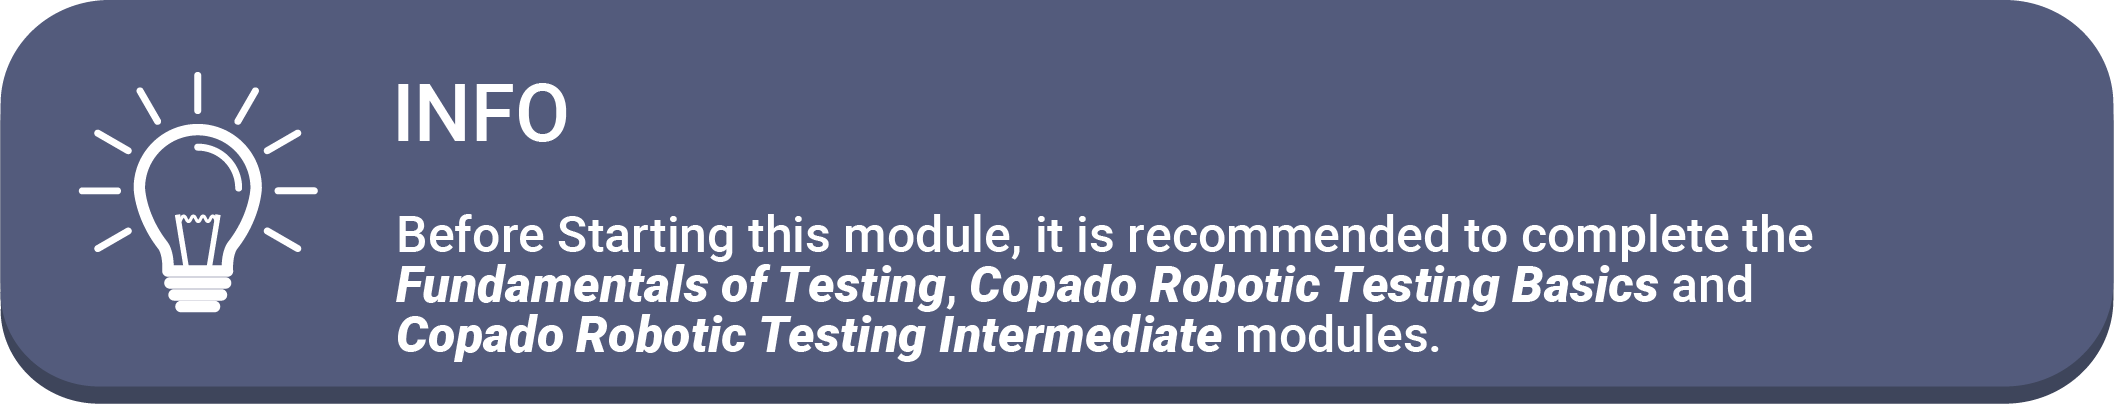 INFO
Before Starting this module, it is recommended to complete the
Fundamentals of Testing, Copado Robotic Testing Basics and
Copado Robotic Testing Intermediate modules.